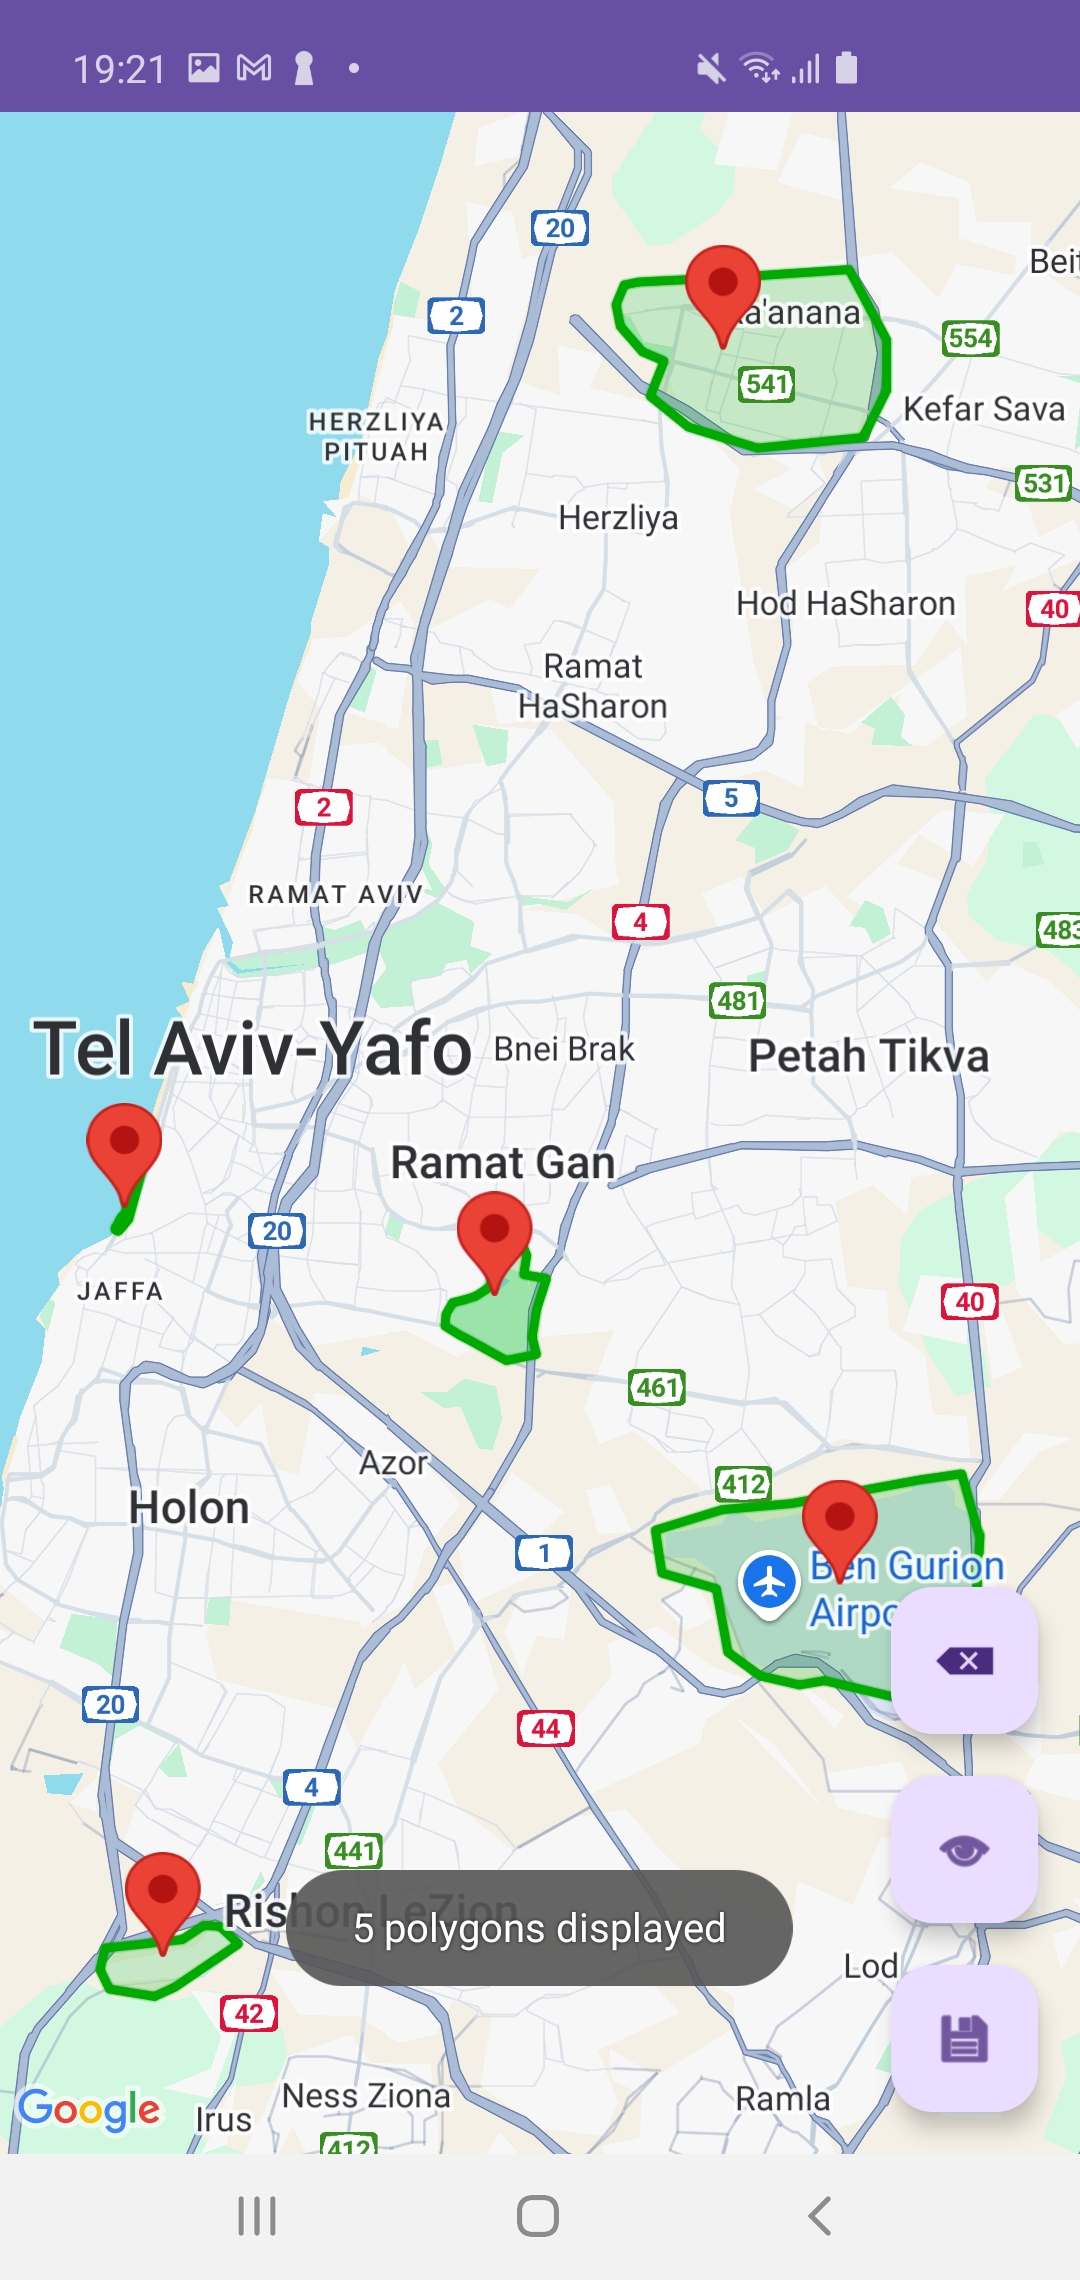 19:21
20
Beit
2
a'anana
554
541
HERZLIYA
PITUAH
Kefar Sava
531
Herzliya
Hod HaSharon
40
Ramat
HaSharon
5
2
RAMAT AVIV
4
483
481
Tel Aviv-Yafo
Bnei Brak
Petah Tikva
Ramat Gan
20
JAFFA
40
461
Azor
412
Holon
1
Ben Gurion
Airpo
20
44
4
441
Rishon LeZion
5 polygons displayed
Lod
42
Ness Ziona
Ramla
Google
Irus
412